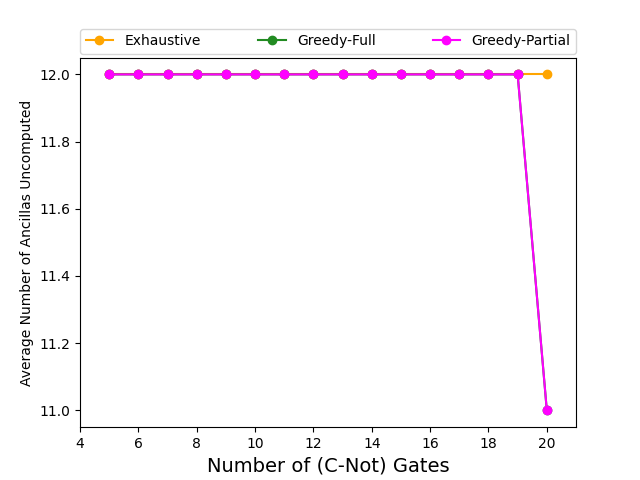 Exhaustive Greedy-Full Greedy-Partial
12.0
11.8
11.6
11.4
11.2
11.0
Average Number of Ancillas Uncomputed
4 6 8 10 12 14 16 18 20
Number of (C-Not) Gates